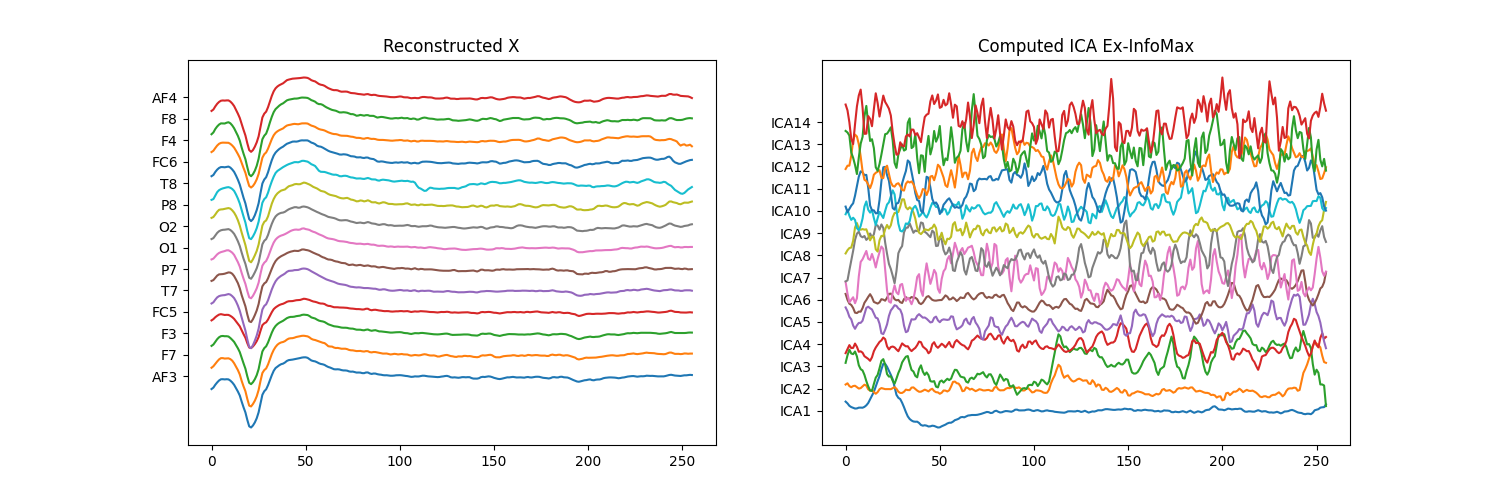 Reconstructed X
AF4
F8
F4
FC6
T8
P8
O2
O1
P7
T7
FC5
F3
F7
AF3
0
50
100
150
200
250
Computed ICA Ex-InfoMax
ICA14
ICA13
ICA12
ICA11
ICA10
ICA9
ICA8
ICA7
ICA6
ICA5
ICA4
ICA3
ICA2
ICA1
0
50
100
150
200
250